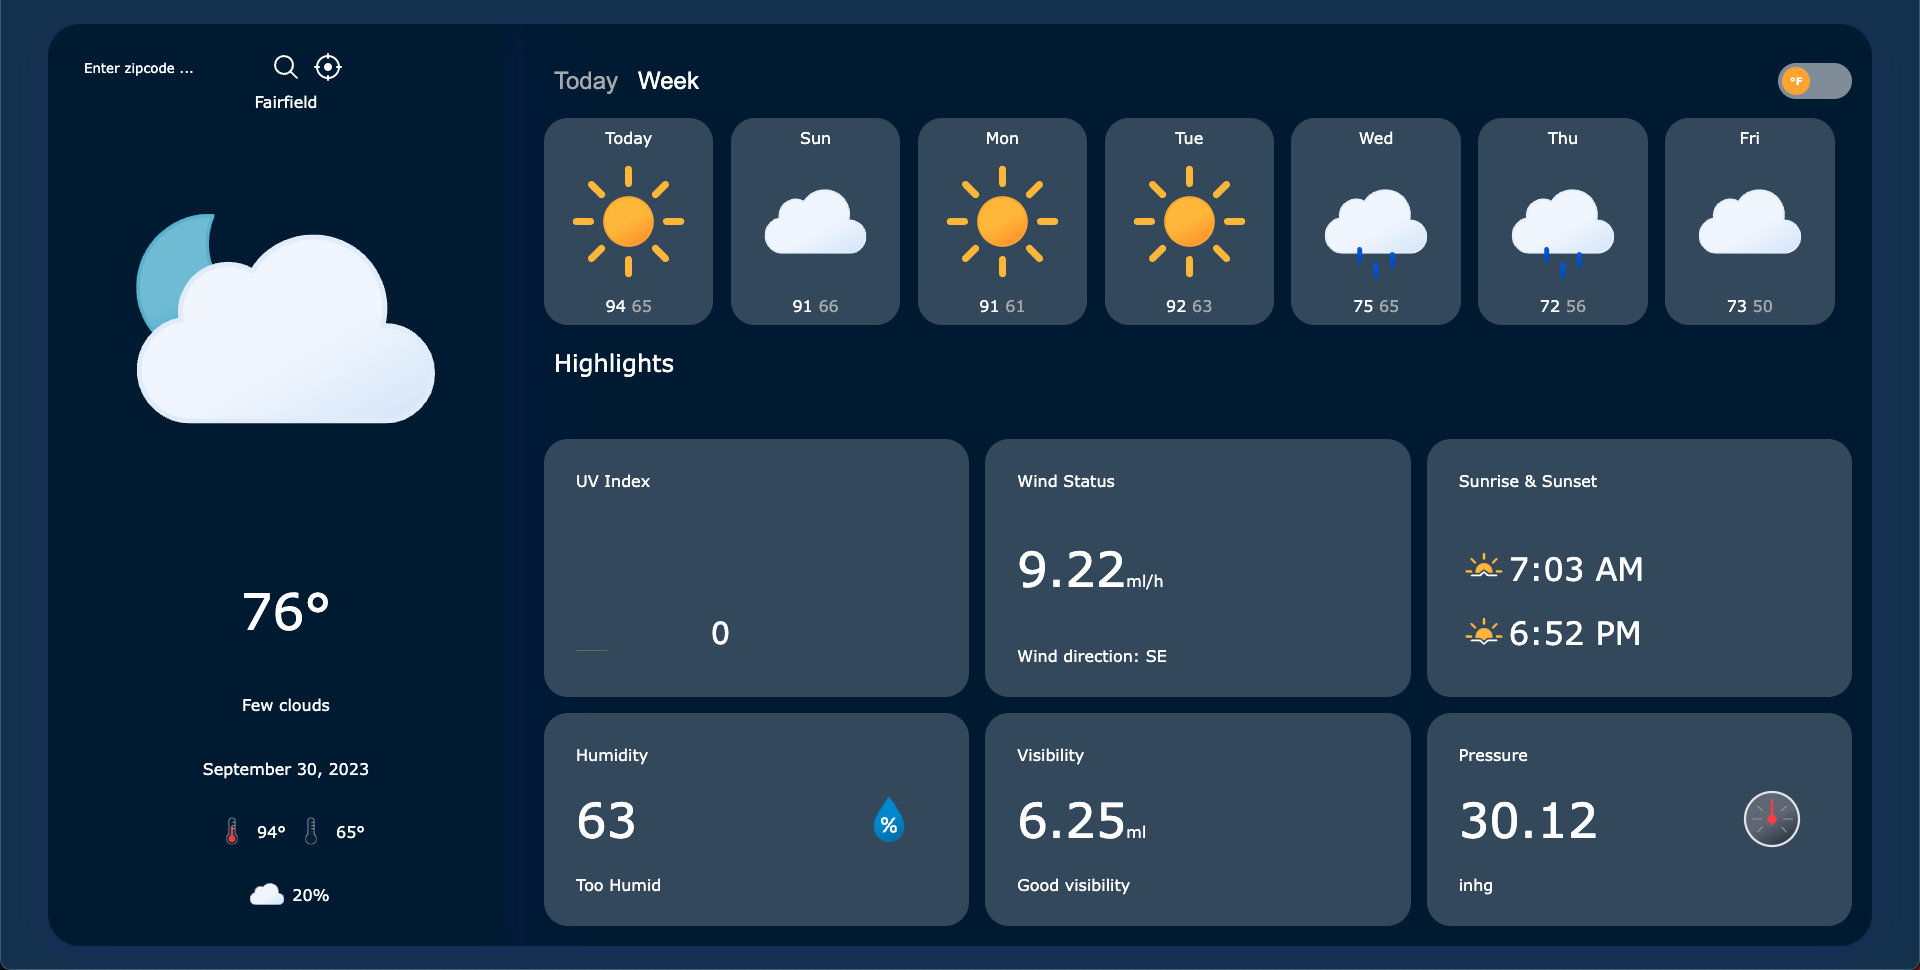 Enter zipcode ...
Fairfield
76°
Few clouds
September 30, 2023
94° 65°
20%
Today Week
°F
Today Sun Mon Tue Wed Thu Fri
94 65 91 66 91 61 92 63 75 65 72 56 73 50
Highlights
UV Index
0
Wind Status
9.22ml/h
Wind direction: SE
Sunrise & Sunset
7:03 AM
6:52 PM
Humidity
63
%
Too Humid
Visibility
6.25ml
Good visibility
Pressure
30.12
inhg